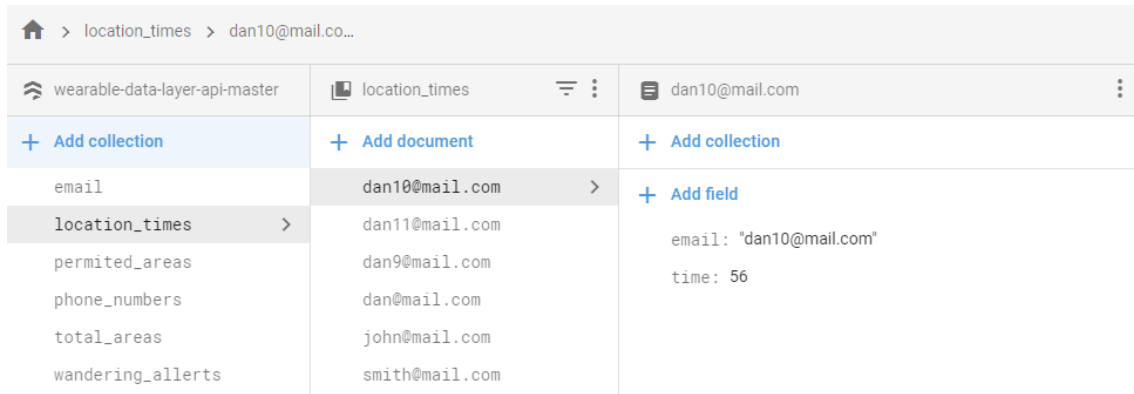 location_times > dan10@mail.co...
wearable-data-layer-api-master
+ Add collection
email
location_times >
permited_areas
phone_numbers
total_areas
wandering_allerts
location_times
+ Add document
dan10@mail.com >
dan11@mail.com
dan9@mail.com
dan@mail.com
john@mail.com
smith@mail.com
dan10@mail.com
+ Add collection
+ Add field
email: "dan10@mail.com"
time: 56